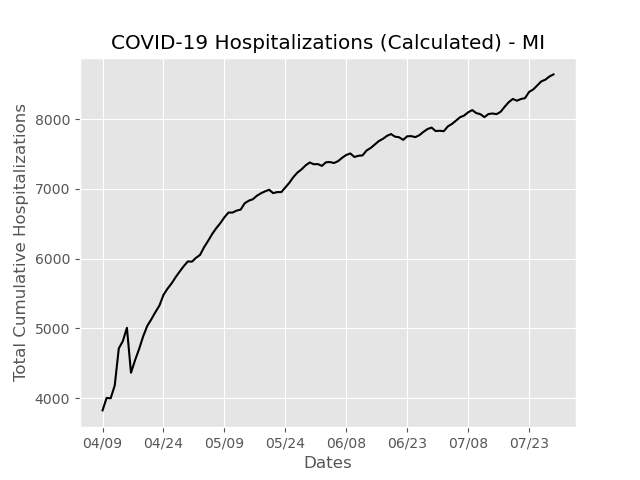 COVID-19 Hospitalizations (Calculated) - MI
Total Cumulative Hospitalizations
8000
7000
6000
5000
4000
04/09 04/24 05/09 05/24 06/08 06/23 07/08 07/23
Dates